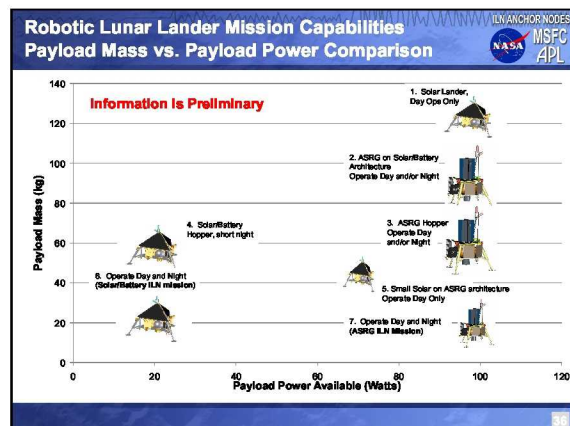 Robotic Lunar Lander Mission Capabilities
Payload Mass vs. Payload Power Comparison
ILN ANCHOR NODES
NASA
MSFC
APL
Information Is Preliminary
Payload Mass (kg)
140
120
100
80
60
40
20
0
1. Solar Lander,
Day Ops Only
2. ASRG on Solar/Battery
Architecture
Operate Day and/or Night
3. ASRG Hopper
Operate Day
and/or Night
4. Solar/Battery
Hopper, short night
6. Operate Day and Night
(Solar/Battery ILN mission)
5. Small Solar on ASRG architecture
Operate Day Only
7. Operate Day and Night
(ASRG ILN Mission)
0 20 40 60 80 100 120
Payload Power Available (Watts)
36